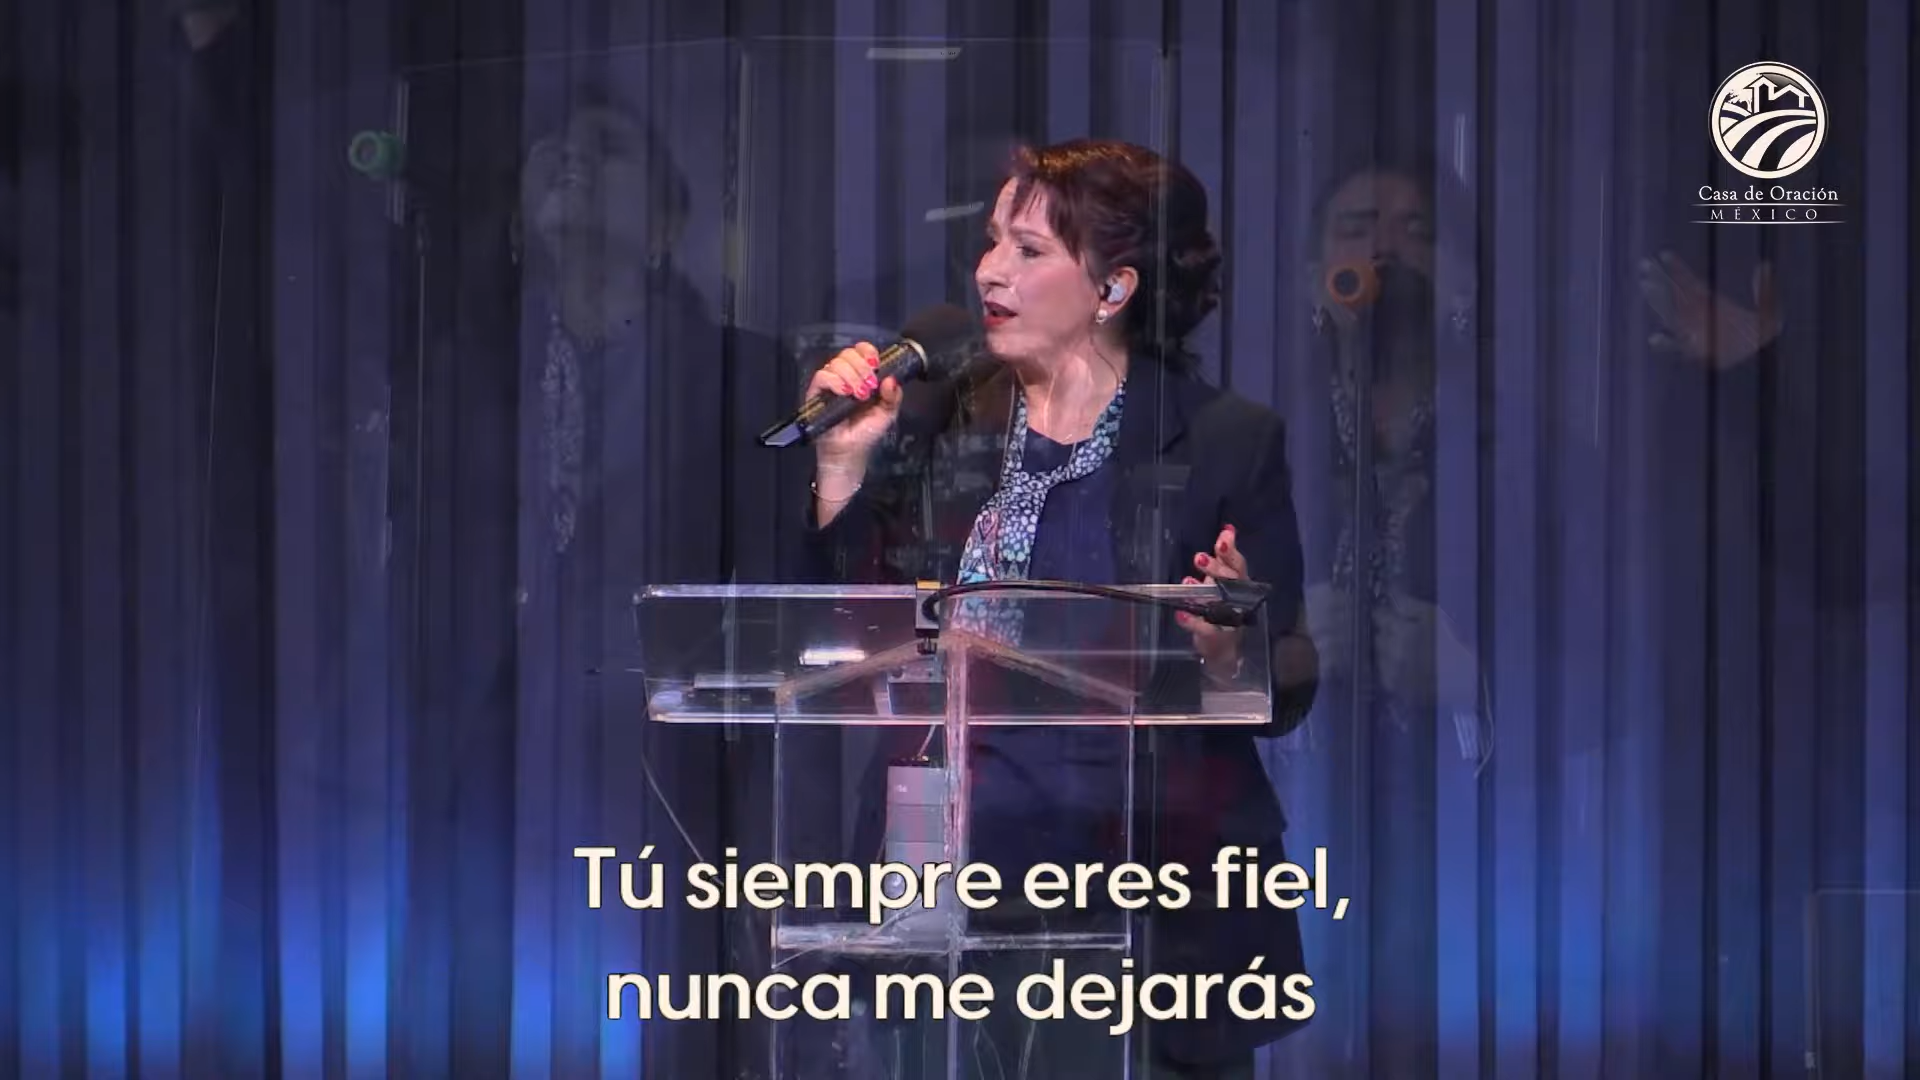 Casa de Oración
MÉXICO
Tú siempre eres fiel,
nunca me dejarás